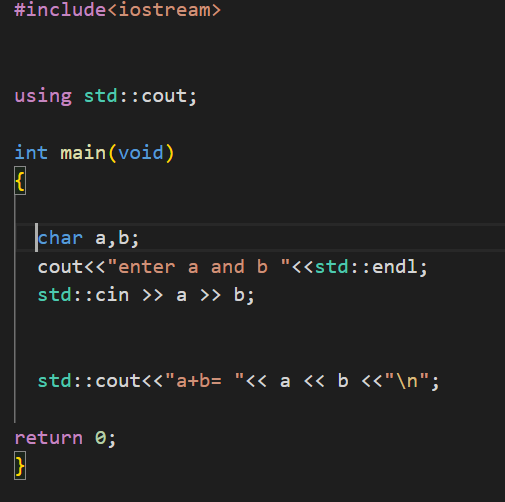 #include<iostream>
using std::cout;
int main(void)
{
char a,b;
cout<<"enter a and b "<<std::endl;
std::cin >> a >> b;
std::cout<<"a+b= "<< a << b <<"\n";
return 0;
}